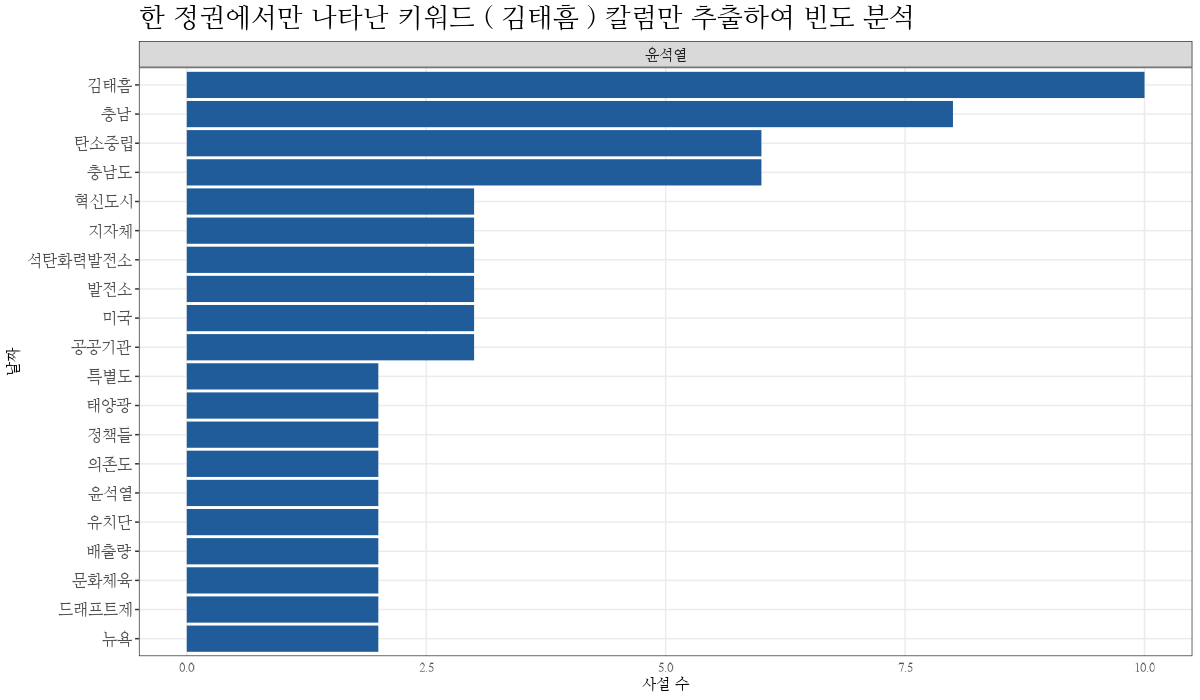 한 정권에서만 나타난 키워드 ( 김태흠 ) 칼럼만 추출하여 빈도 분석
윤석열
김태흠
충남
탄소중립
충남도
혁신도시
지자체
석탄화력발전소
발전소
미국
공공기관
특별도
태양광
정책들
의존도
윤석열
유치단
배출량
문화체육
드래프트제
뉴욕
날짜
0.0 2.5 5.0 7.5 10.0
사설 수